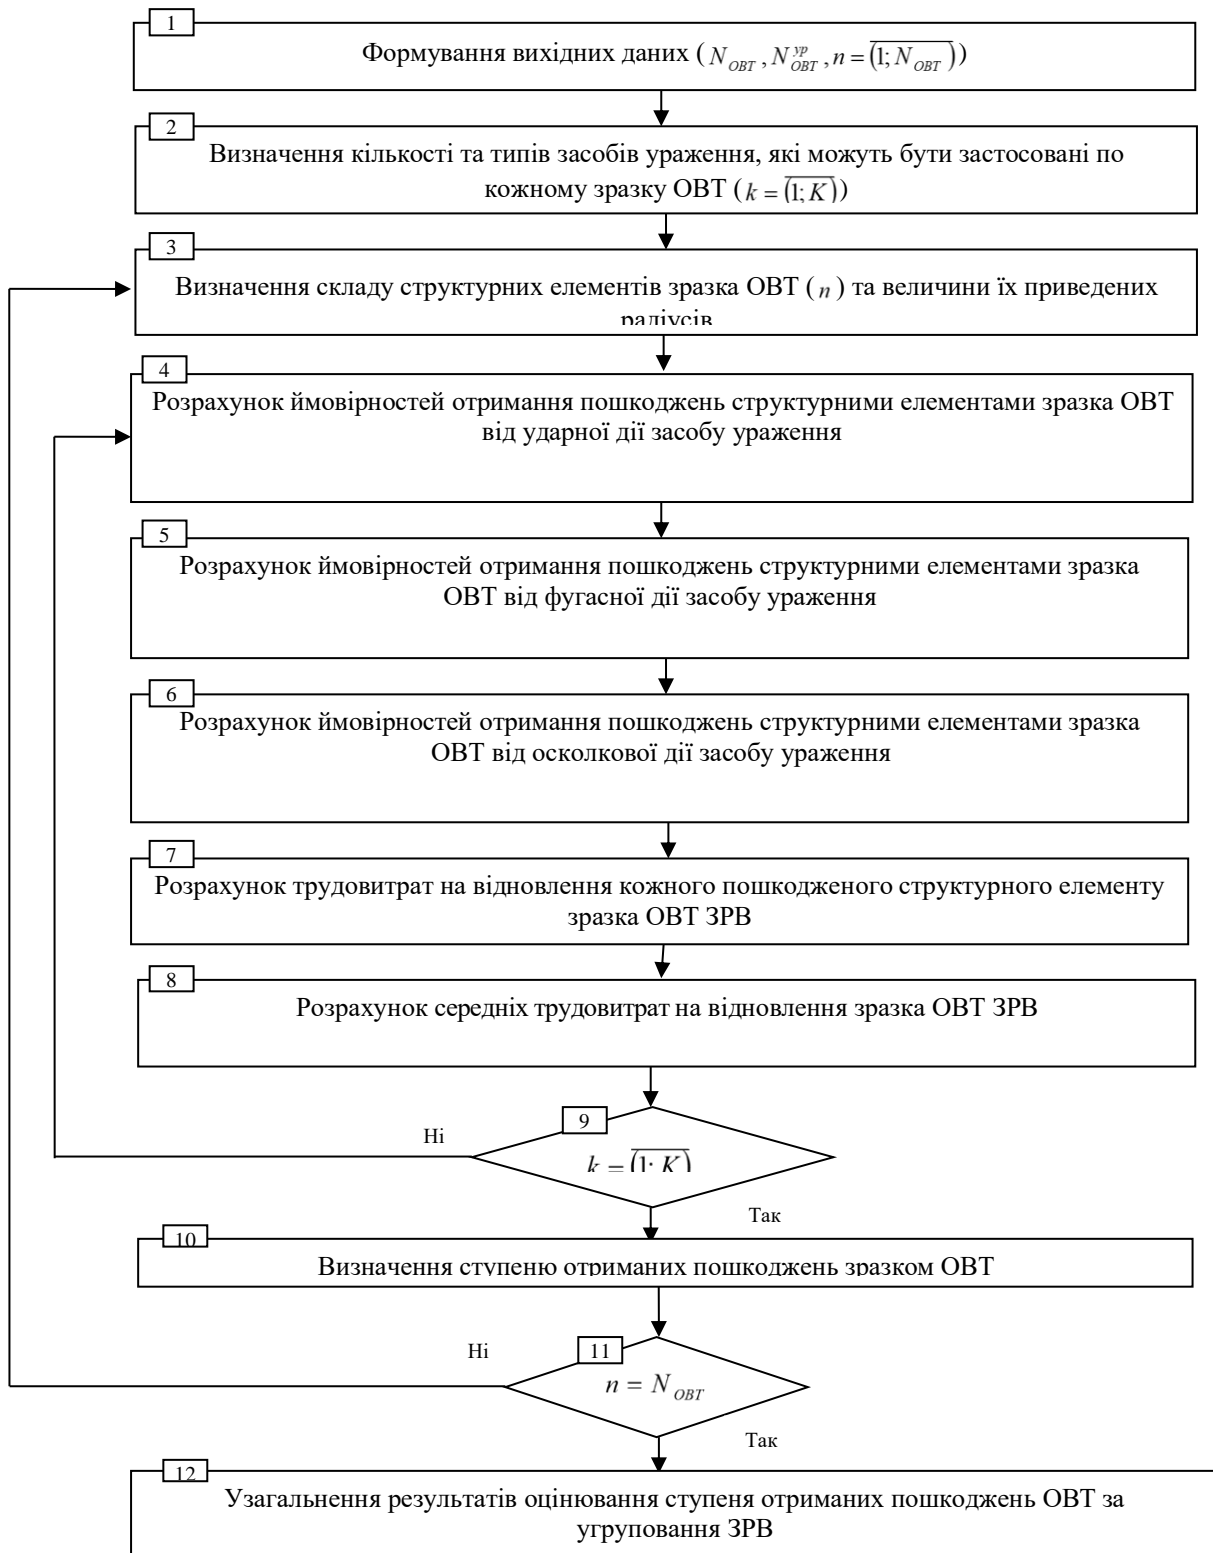 1
Формування вихідних даних ( N_ОВТ , N^ур_ОВТ , n = (1; N_ОВТ) )
2
Визначення кількості та типів засобів ураження, які можуть бути застосовані по
кожному зразку ОВТ ( k = (1; K) )
3
Визначення складу структурних елементів зразка ОВТ ( n ) та величини їх приведених
радіусів
4
Розрахунок ймовірностей отримання пошкоджень структурними елементами зразка ОВТ
від ударної дії засобу ураження
5
Розрахунок ймовірностей отримання пошкоджень структурними елементами зразка
ОВТ від фугасної дії засобу ураження
6
Розрахунок ймовірностей отримання пошкоджень структурними елементами зразка
ОВТ від осколкової дії засобу ураження
7
Розрахунок трудовитрат на відновлення кожного пошкодженого структурного елементу
зразка ОВТ ЗРВ
8
Розрахунок середніх трудовитрат на відновлення зразка ОВТ ЗРВ
9
Ні
k = (1; K)
Так
10
Визначення ступеню отриманих пошкоджень зразком ОВТ
Ні
11
n = N_ОВТ
Так
12
Узагальнення результатів оцінювання ступеня отриманих пошкоджень ОВТ за
угруповання ЗРВ